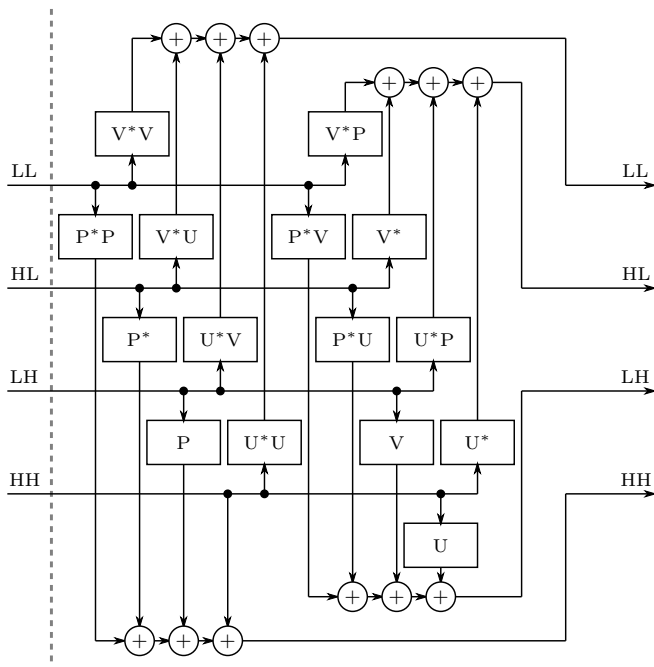 + + +
+ + +
V*V V*P
LL LL
P*P V*U P*V V*
HL HL
P* U*V P*U U*P
LH LH
P U*U V U*
HH HH
U
+ + +
+ + +